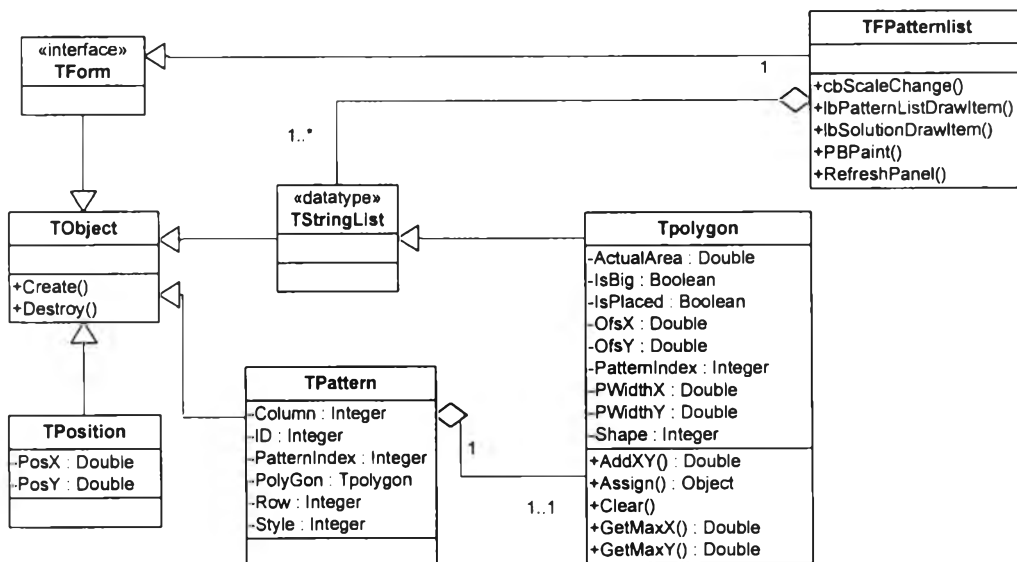 «interface»
TForm
TFPatternlist
+cbScaleChange()
+lbPatternListDrawItem()
+lbSolutionDrawItem()
+PBPaint()
+RefreshPanel()
1
1..*
«datatype»
TStringList
TObject
+Create()
+Destroy()
Tpolygon
-ActualArea : Double
-IsBig : Boolean
-IsPlaced : Boolean
-OfsX : Double
-OfsY : Double
-PatternIndex : Integer
-PWidthX : Double
-PWidthY : Double
-Shape : Integer
+AddXY() : Double
+Assign() : Object
+Clear()
+GetMaxX() : Double
+GetMaxY() : Double
TPattern
-Column : Integer
-ID : Integer
-PatternIndex : Integer
-PolyGon : Tpolygon
-Row : Integer
-Style : Integer
1
1..1
TPosition
-PosX : Double
-PosY : Double